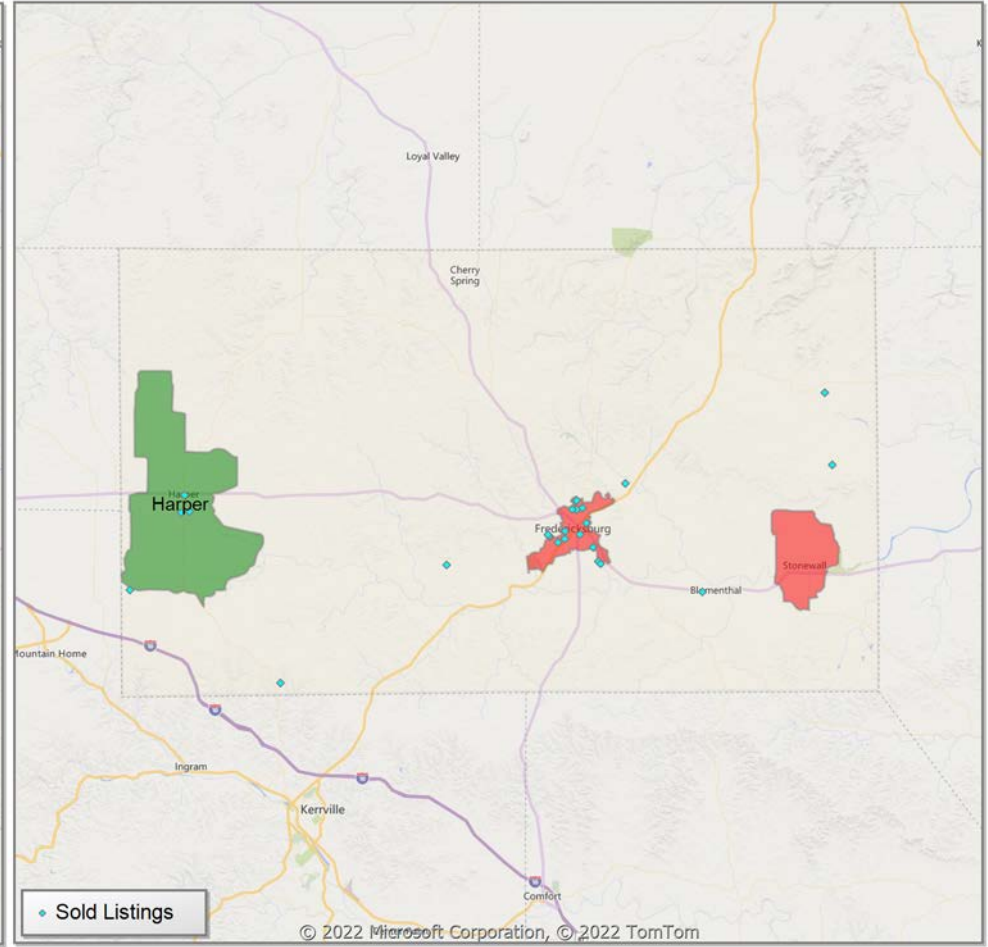 Loyal Valley
Cherry
Spring
Harper
Harper
Fredericksburg
Stonewall
Blumenthal
Mountain Home
Ingram
Kerrville
Comfort
Sold Listings
© 2022 Microsoft Corporation, © 2022 TomTom